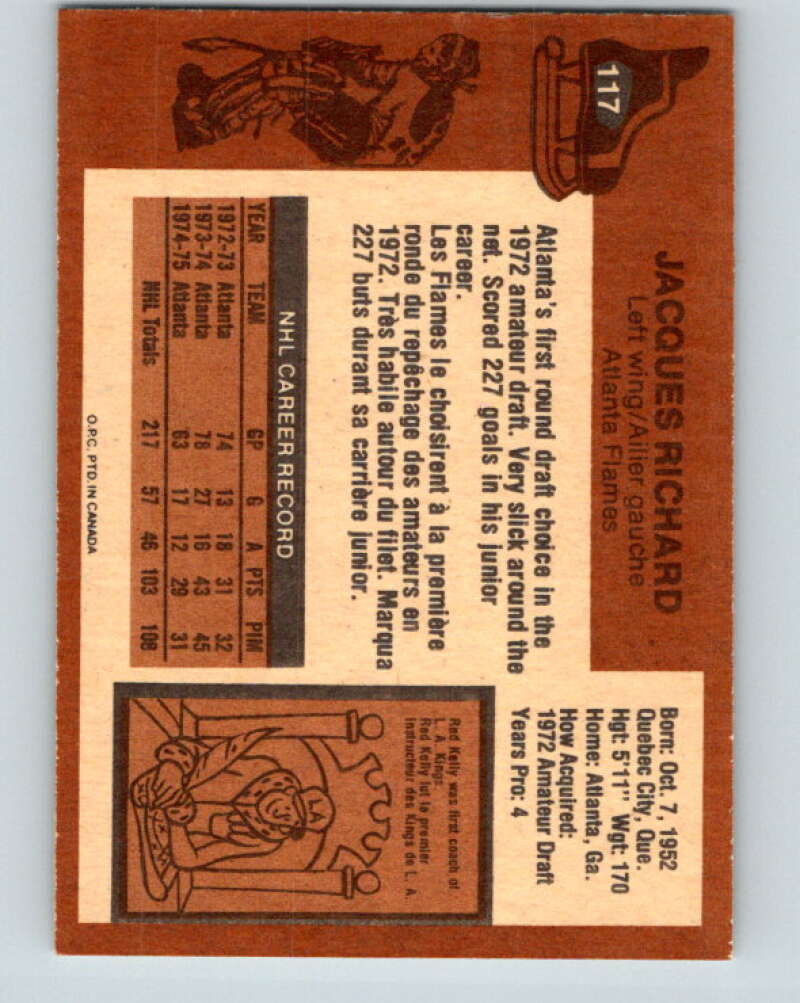 117
JACQUES RICHARD
Left wing/Ailier gauche
Atlanta Flames
Born: Oct. 7, 1952
Quebec City, Que.
Hgt: 5'11" Wgt: 170
Home: Atlanta, Ga.
How Acquired:
1972 Amateur Draft
Years Pro: 4
Atlanta's first round draft choice in the
1972 amateur draft. Very slick around the
net. Scored 227 goals in his junior
career.
Les Flames le choisirent à la première
ronde du repêchage des amateurs en
1972. Très habile autour du filet. Marqua
227 buts durant sa carrière junior.
NHL CAREER RECORD
YEAR TEAM GP G A PTS PIM
1972-73 Atlanta 74 13 18 31 32
1973-74 Atlanta 78 27 16 43 45
1974-75 Atlanta 63 17 12 29 31
NHL Totals 217 57 46 103 108
Red Kelly was first coach of
L. A. Kings.
Red Kelly fut le premier
instructeur des Kings de L. A.
LA
O.P.C. PTD. IN CANADA